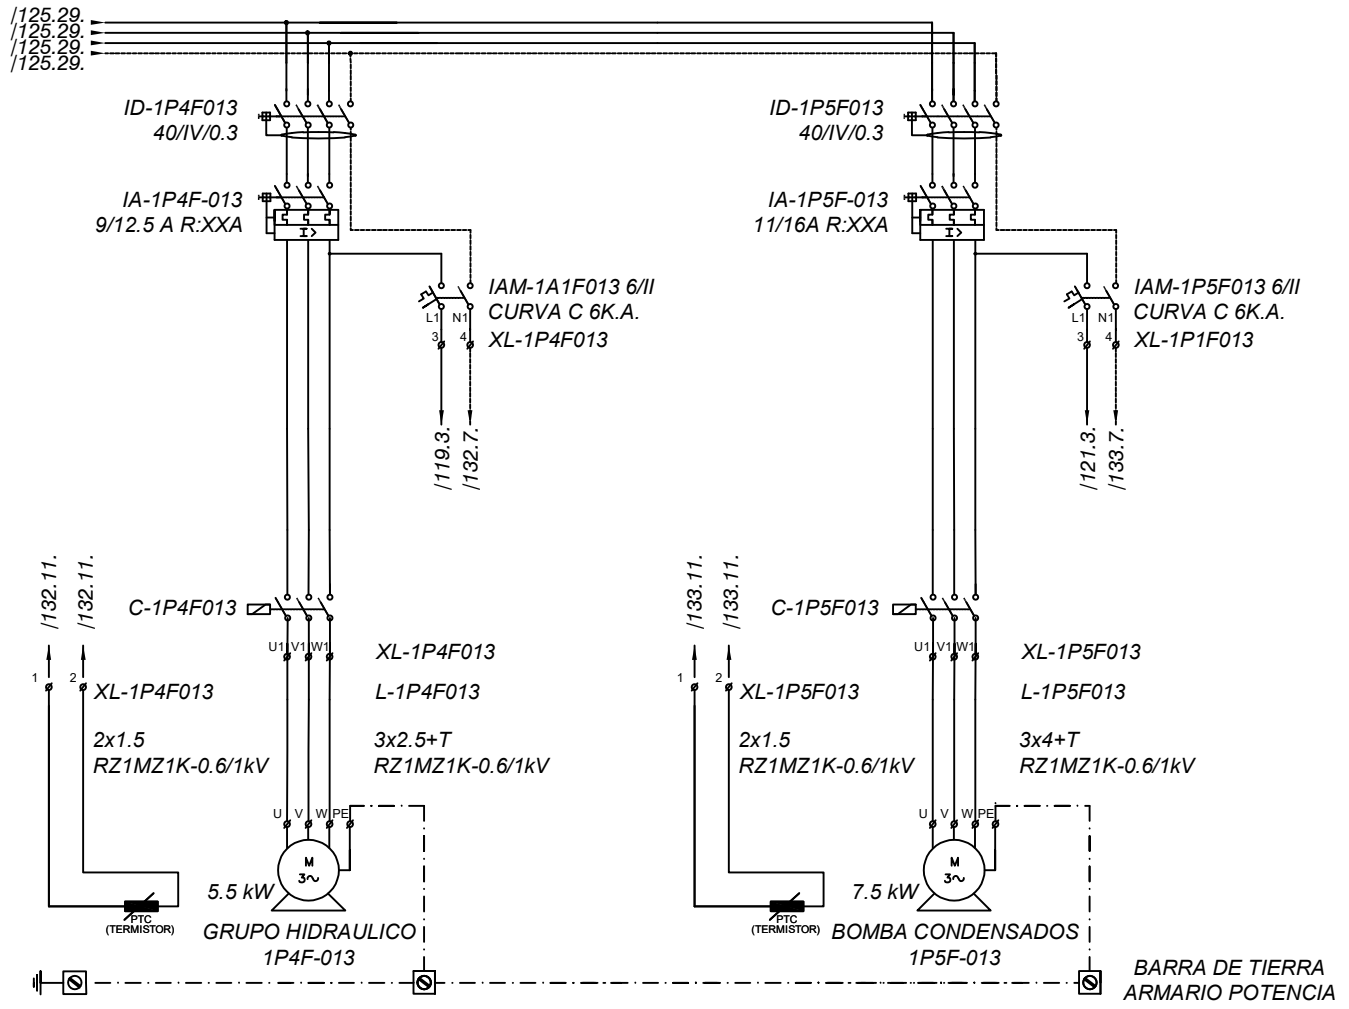 /125.29.
/125.29.
/125.29.
/125.29.
ID-1P4F013
40/IV/0.3
IA-1P4F-013
9/12.5 A R:XXA
I>
IAM-1A1F013 6/II
CURVA C 6K.A.
L1 N1
3 4
XL-1P4F013
/119.3.
/132.7.
/132.11.
/132.11.
C-1P4F013
U1 V1 W1
XL-1P4F013
1 2
XL-1P4F013
L-1P4F013
2x1.5
RZ1MZ1K-0.6/1kV
3x2.5+T
RZ1MZ1K-0.6/1kV
U V W PE
M
3~
5.5 kW
PTC
(TERMISTOR)
GRUPO HIDRAULICO
1P4F-013
ID-1P5F013
40/IV/0.3
IA-1P5F-013
11/16A R:XXA
I>
IAM-1P5F013 6/II
CURVA C 6K.A.
L1 N1
3 4
XL-1P1F013
/121.3.
/133.7.
/133.11.
/133.11.
C-1P5F013
U1 V1 W1
XL-1P5F013
1 2
XL-1P5F013
L-1P5F013
2x1.5
RZ1MZ1K-0.6/1kV
3x4+T
RZ1MZ1K-0.6/1kV
U V W PE
M
3~
7.5 kW
PTC
(TERMISTOR)
BOMBA CONDENSADOS
1P5F-013
BARRA DE TIERRA
ARMARIO POTENCIA